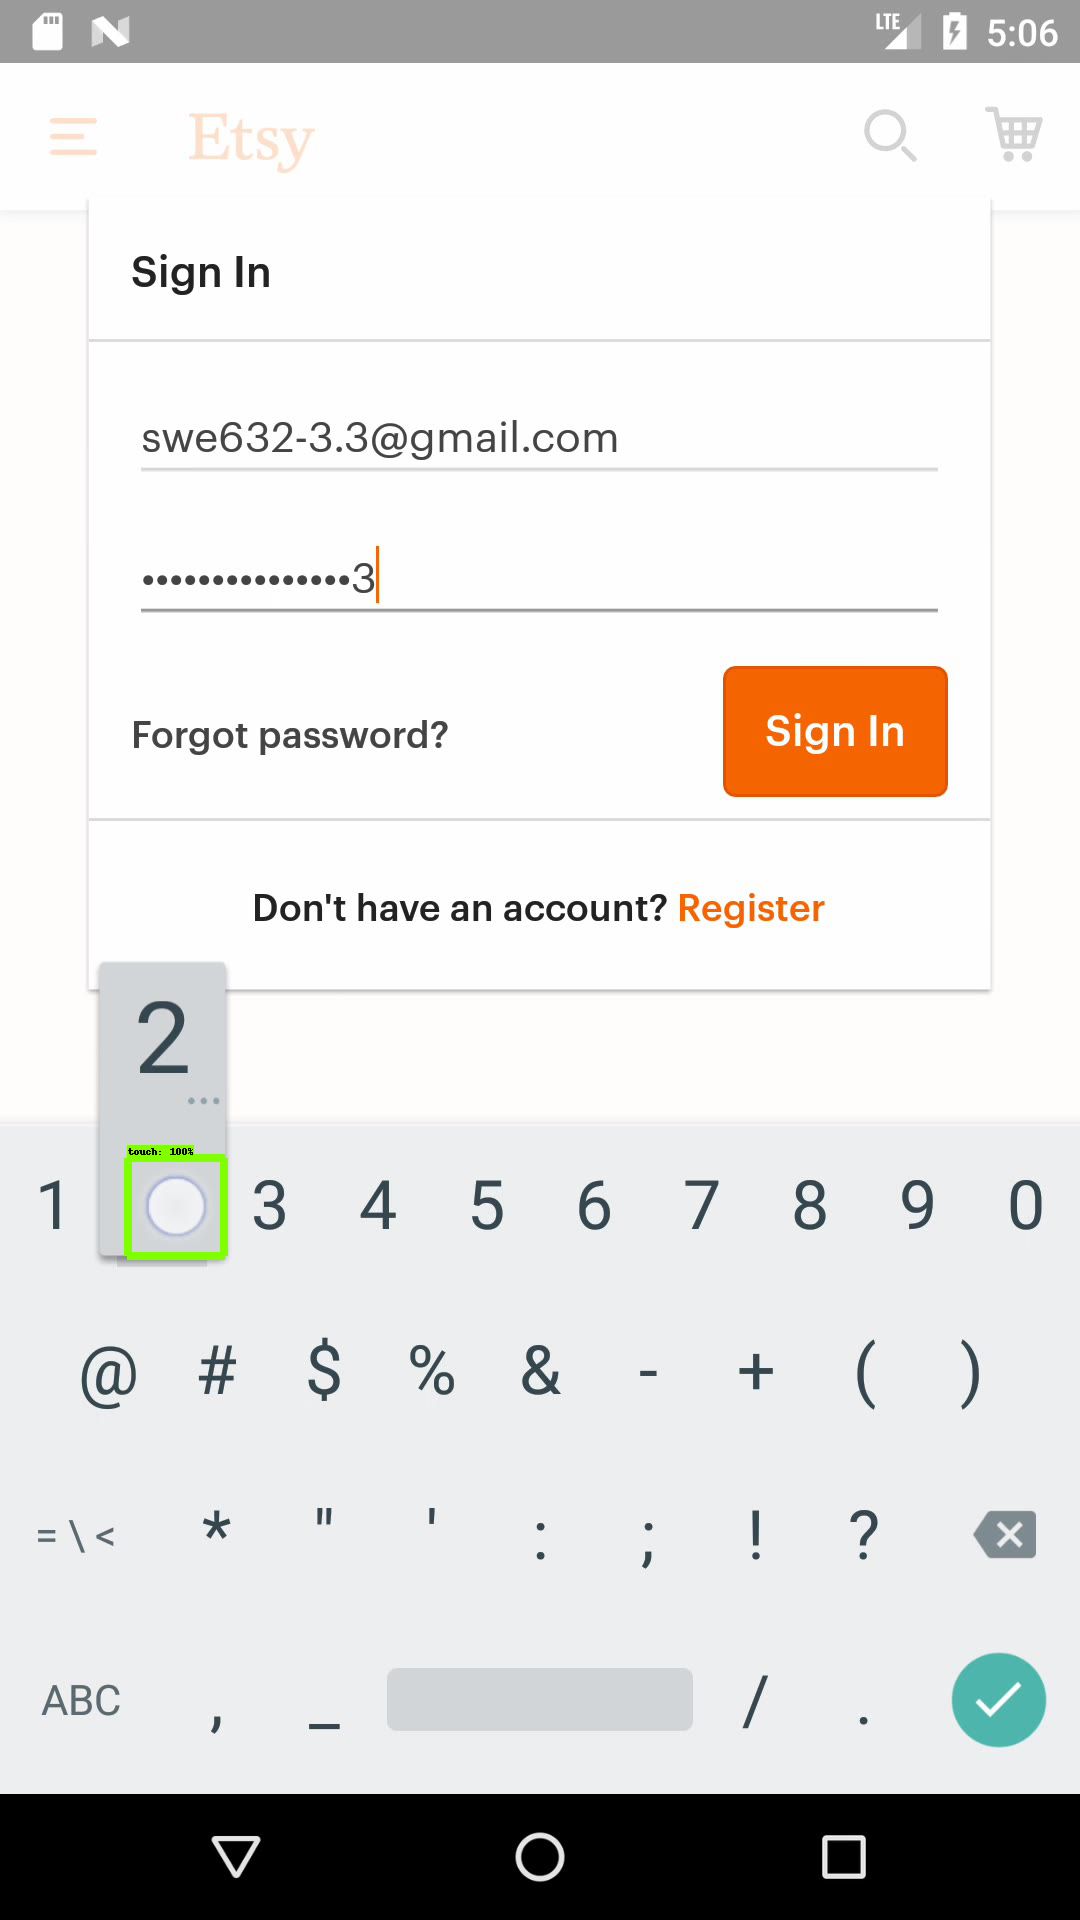 LTE 5:06
Etsy
Sign In
swe632-3.3@gmail.com
•••••••••••••••3
Forgot password?
Sign In
Don't have an account? Register
2
...
touch: 100%
1 3 4 5 6 7 8 9 0
@ # $ % & - + ( )
= \ < * " ' : ; ! ?
ABC , _ / .